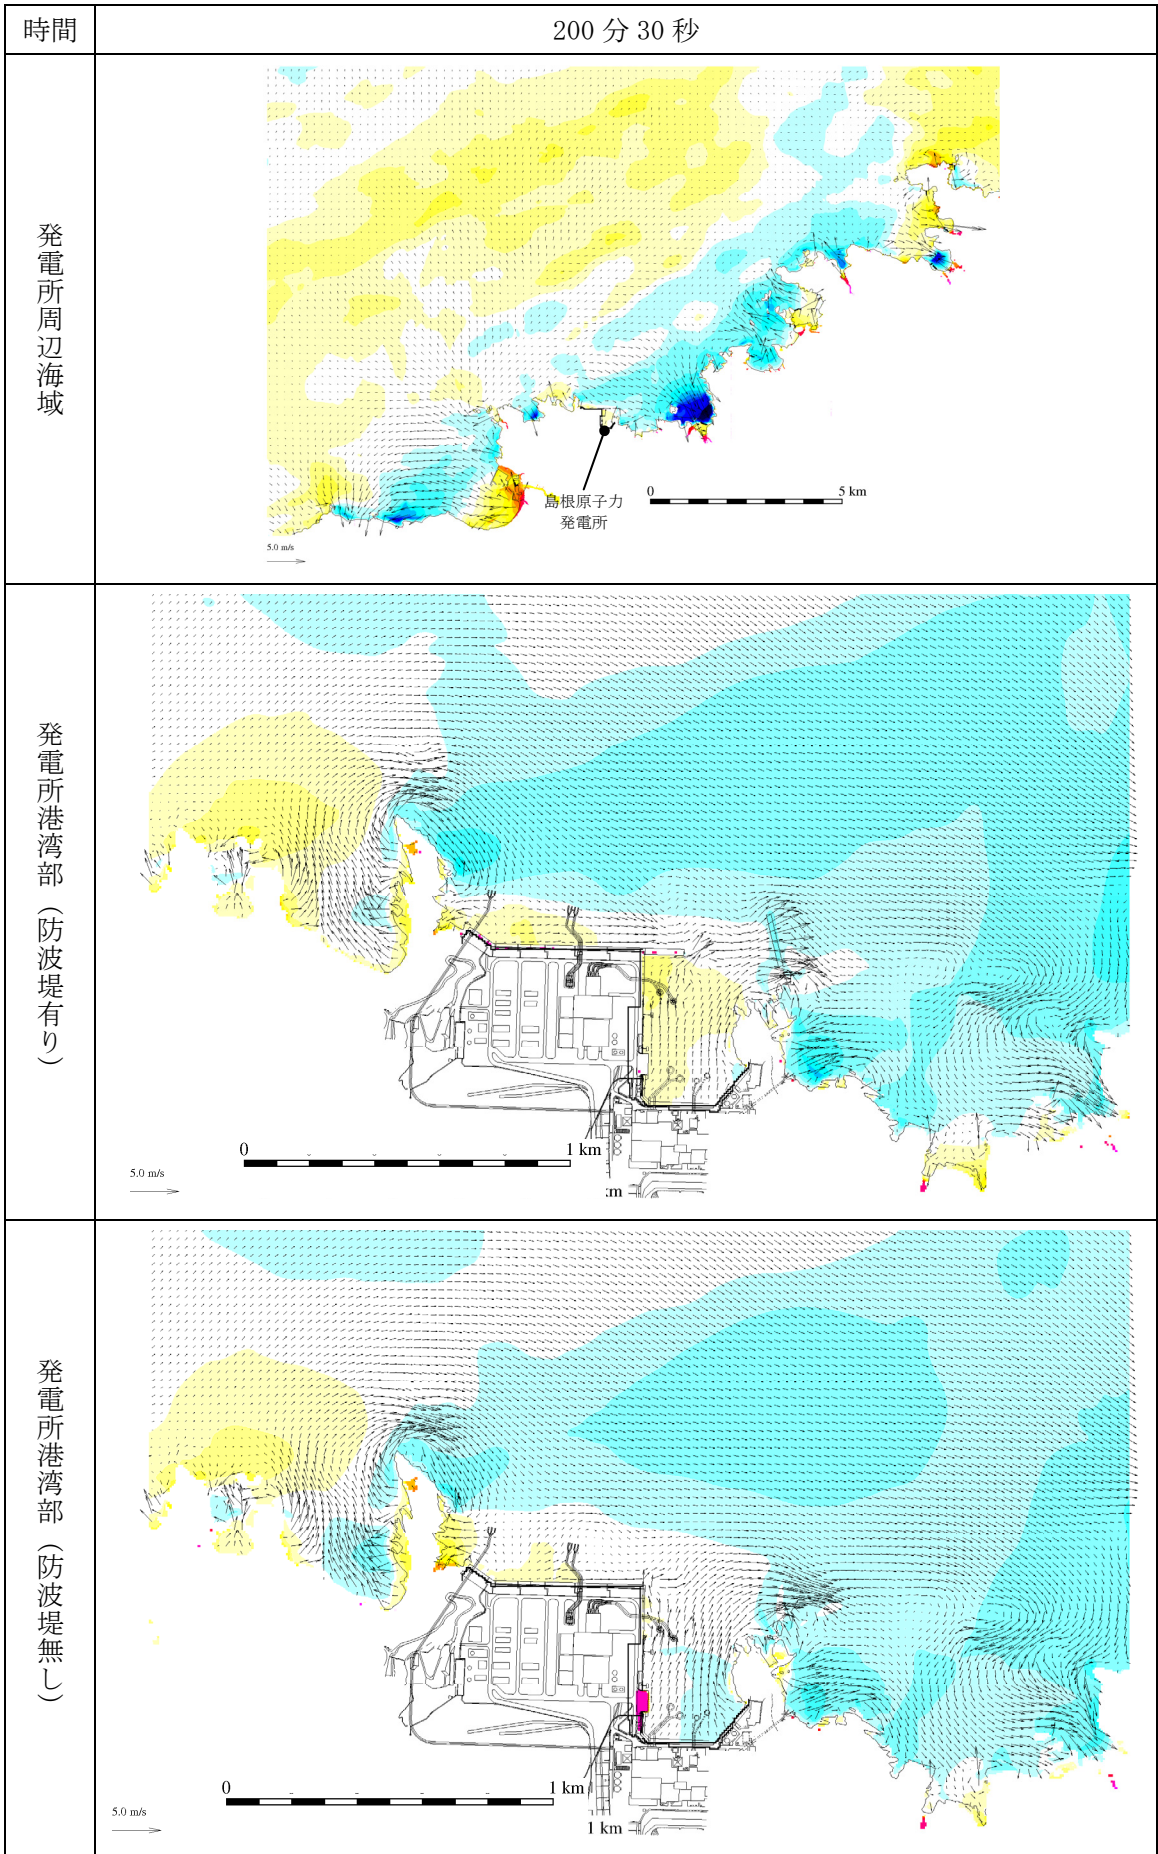 時間
200 分 30 秒
発電所周辺海域
島根原子力
発電所
0
5 km
5.0 m/s
発電所港湾部（防波堤有り）
0
1 km
5.0 m/s
:m
発電所港湾部（防波堤無し）
0
1 km
5.0 m/s
1 km